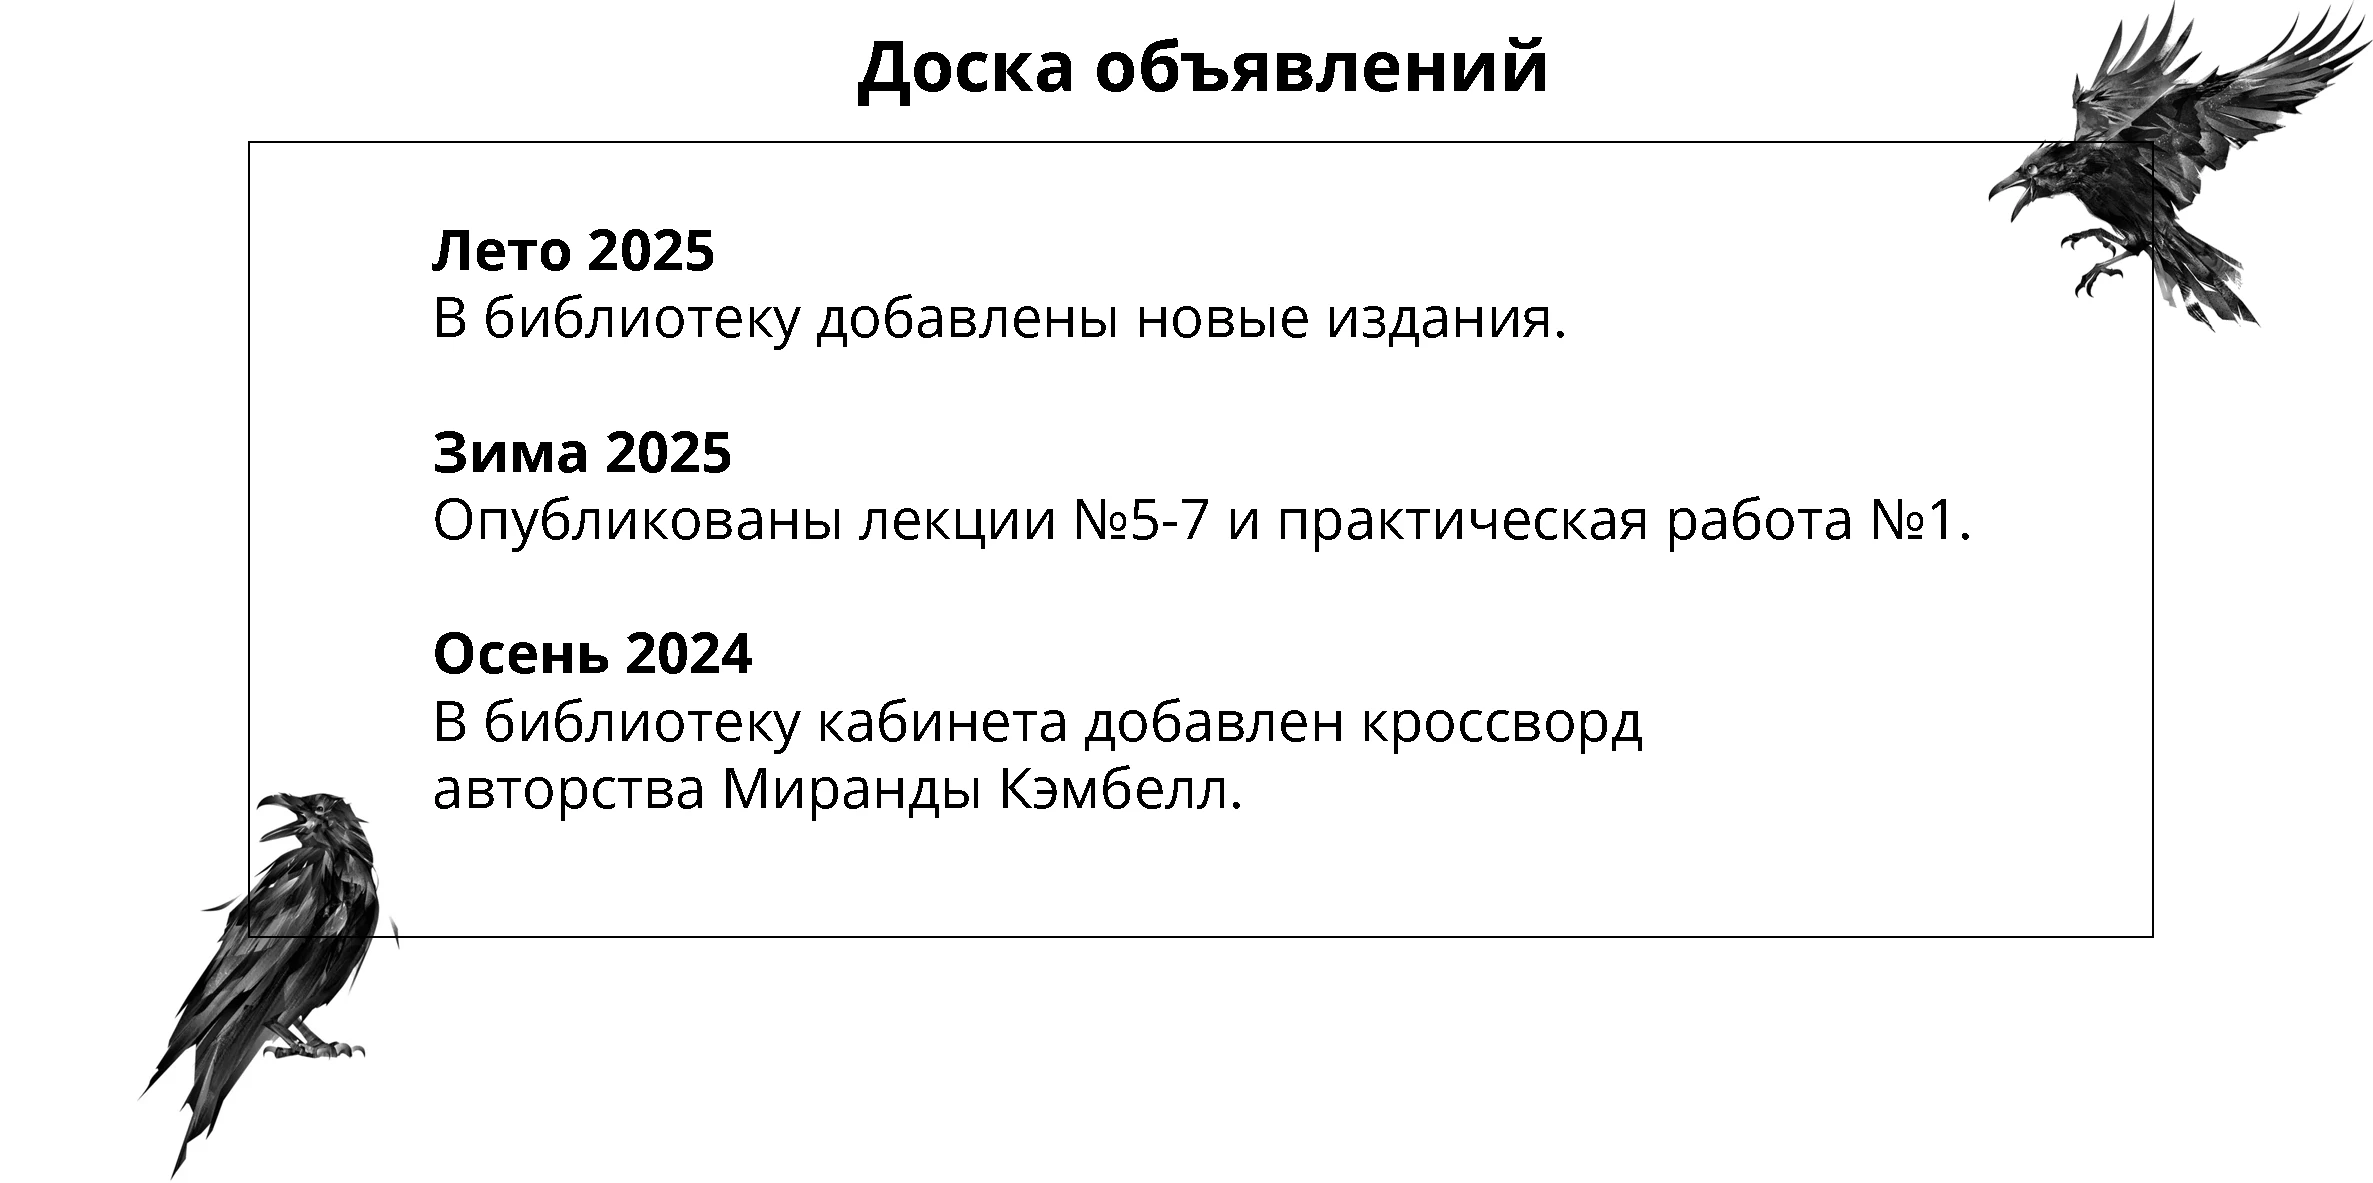 Доска объявлений
Лето 2025
В библиотеку добавлены новые издания.
Зима 2025
Опубликованы лекции №5-7 и практическая работа №1.
Осень 2024
В библиотеку кабинета добавлен кроссворд
авторства Миранды Кэмбелл.